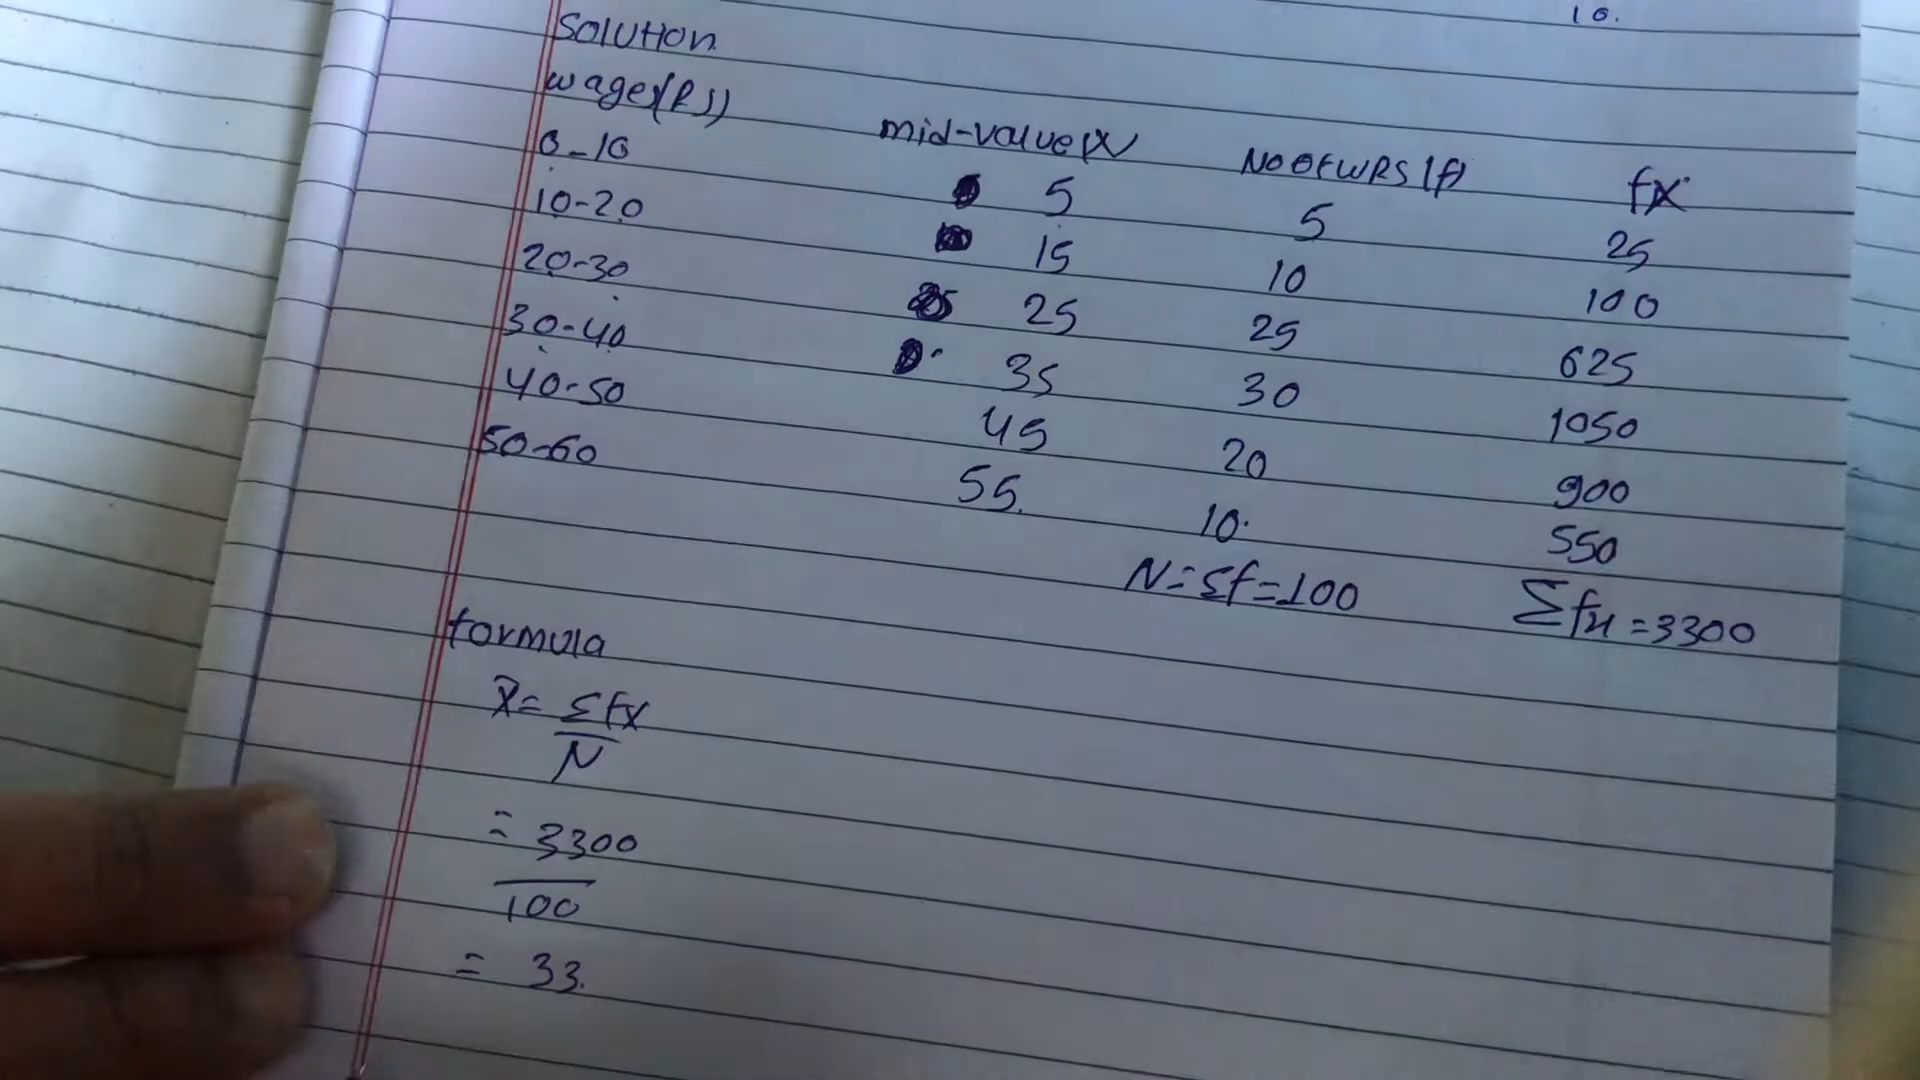 10.
Solution
wages(RS)) mid-value(X) NO OF WRS (f) fx
0-10 5 5 25
10-20 15 10 100
20-30 25 25 625
30-40 35 30 1050
40-50 45 20 900
50-60 55. 10. 550
N=Σf=100 Σfx=3300
formula
X̄= Σfx
N
= 3300
100
= 33.